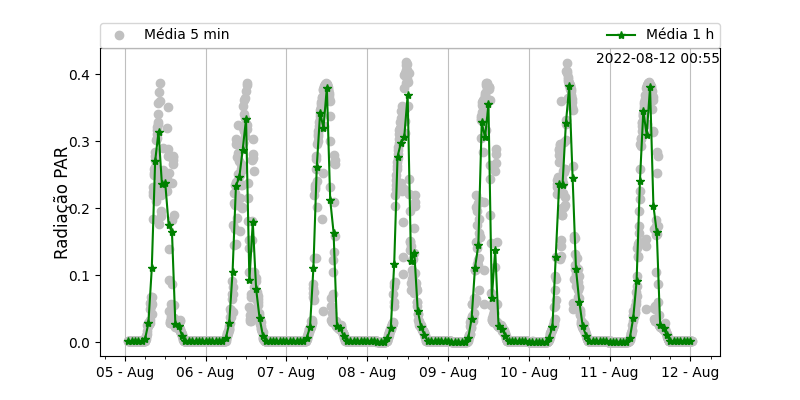 Média 5 min
Média 1 h
2022-08-12 00:55
Radiação PAR
0.4
0.3
0.2
0.1
0.0
05 - Aug
06 - Aug
07 - Aug
08 - Aug
09 - Aug
10 - Aug
11 - Aug
12 - Aug